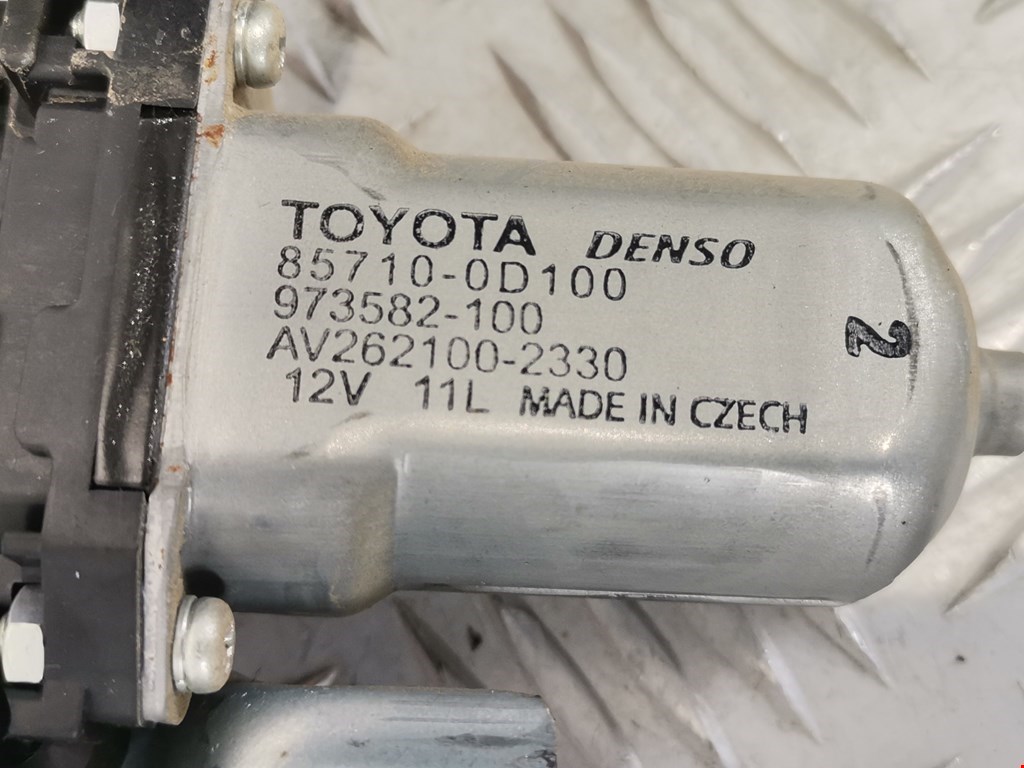 TOYOTA DENSO
85710-0D100
973582-100
AV262100-2330
12V 11L MADE IN CZECH
2